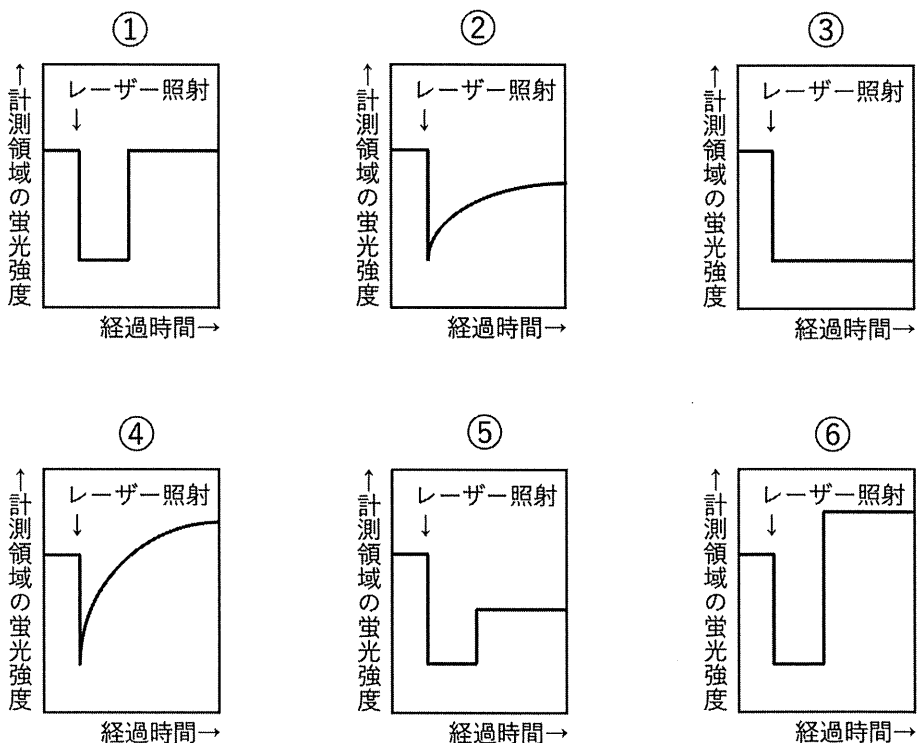 ①
↑計測領域の蛍光強度
レーザー照射
↓
経過時間→
②
↑計測領域の蛍光強度
レーザー照射
↓
経過時間→
③
↑計測領域の蛍光強度
レーザー照射
↓
経過時間→
④
↑計測領域の蛍光強度
レーザー照射
↓
経過時間→
⑤
↑計測領域の蛍光強度
レーザー照射
↓
経過時間→
⑥
↑計測領域の蛍光強度
レーザー照射
↓
経過時間→